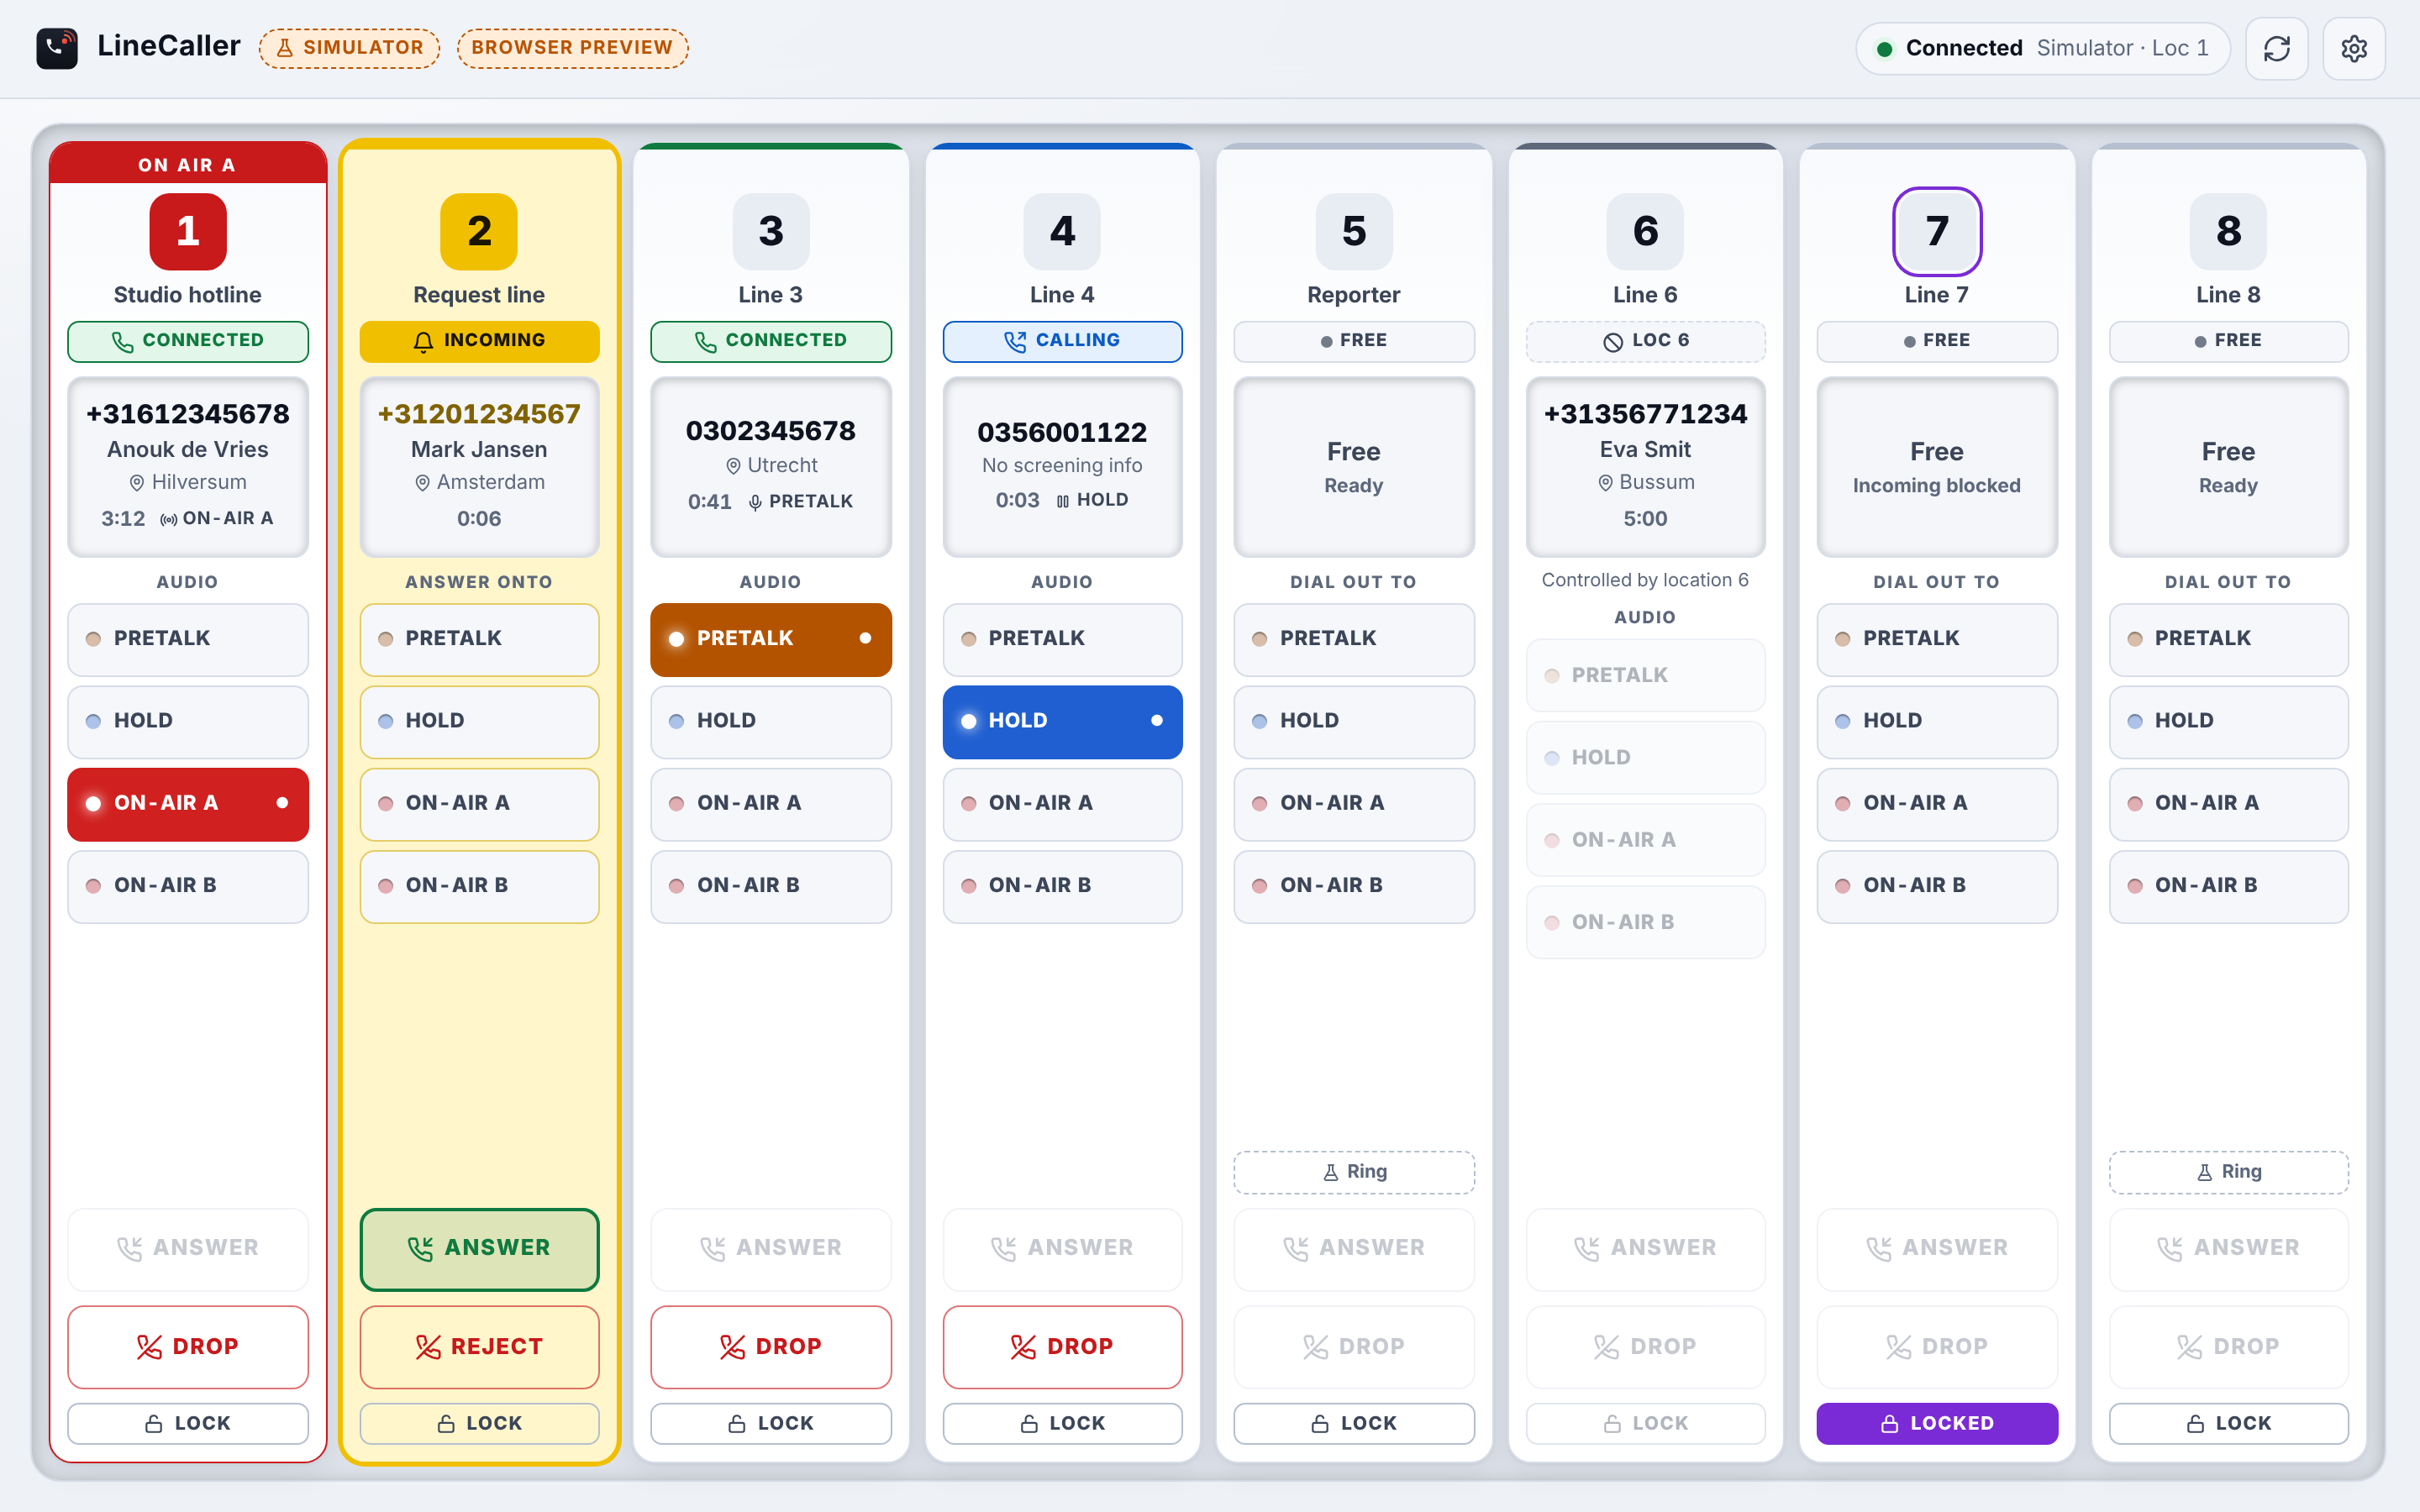 LineCaller
SIMULATOR
BROWSER PREVIEW
Connected Simulator · Loc 1
ON AIR A
1
Studio hotline
CONNECTED
+31612345678
Anouk de Vries
Hilversum
3:12 ON-AIR A
AUDIO
PRETALK
HOLD
ON-AIR A
ON-AIR B
ANSWER
DROP
LOCK
2
Request line
INCOMING
+31201234567
Mark Jansen
Amsterdam
0:06
ANSWER ONTO
PRETALK
HOLD
ON-AIR A
ON-AIR B
ANSWER
REJECT
LOCK
3
Line 3
CONNECTED
0302345678
Utrecht
0:41 PRETALK
AUDIO
PRETALK
HOLD
ON-AIR A
ON-AIR B
ANSWER
DROP
LOCK
4
Line 4
CALLING
0356001122
No screening info
0:03 HOLD
AUDIO
PRETALK
HOLD
ON-AIR A
ON-AIR B
ANSWER
DROP
LOCK
5
Reporter
FREE
Free
Ready
DIAL OUT TO
PRETALK
HOLD
ON-AIR A
ON-AIR B
Ring
ANSWER
DROP
LOCK
6
Line 6
LOC 6
+31356771234
Eva Smit
Bussum
5:00
Controlled by location 6
AUDIO
PRETALK
HOLD
ON-AIR A
ON-AIR B
ANSWER
DROP
LOCK
7
Line 7
FREE
Free
Incoming blocked
DIAL OUT TO
PRETALK
HOLD
ON-AIR A
ON-AIR B
ANSWER
DROP
LOCKED
8
Line 8
FREE
Free
Ready
DIAL OUT TO
PRETALK
HOLD
ON-AIR A
ON-AIR B
Ring
ANSWER
DROP
LOCK